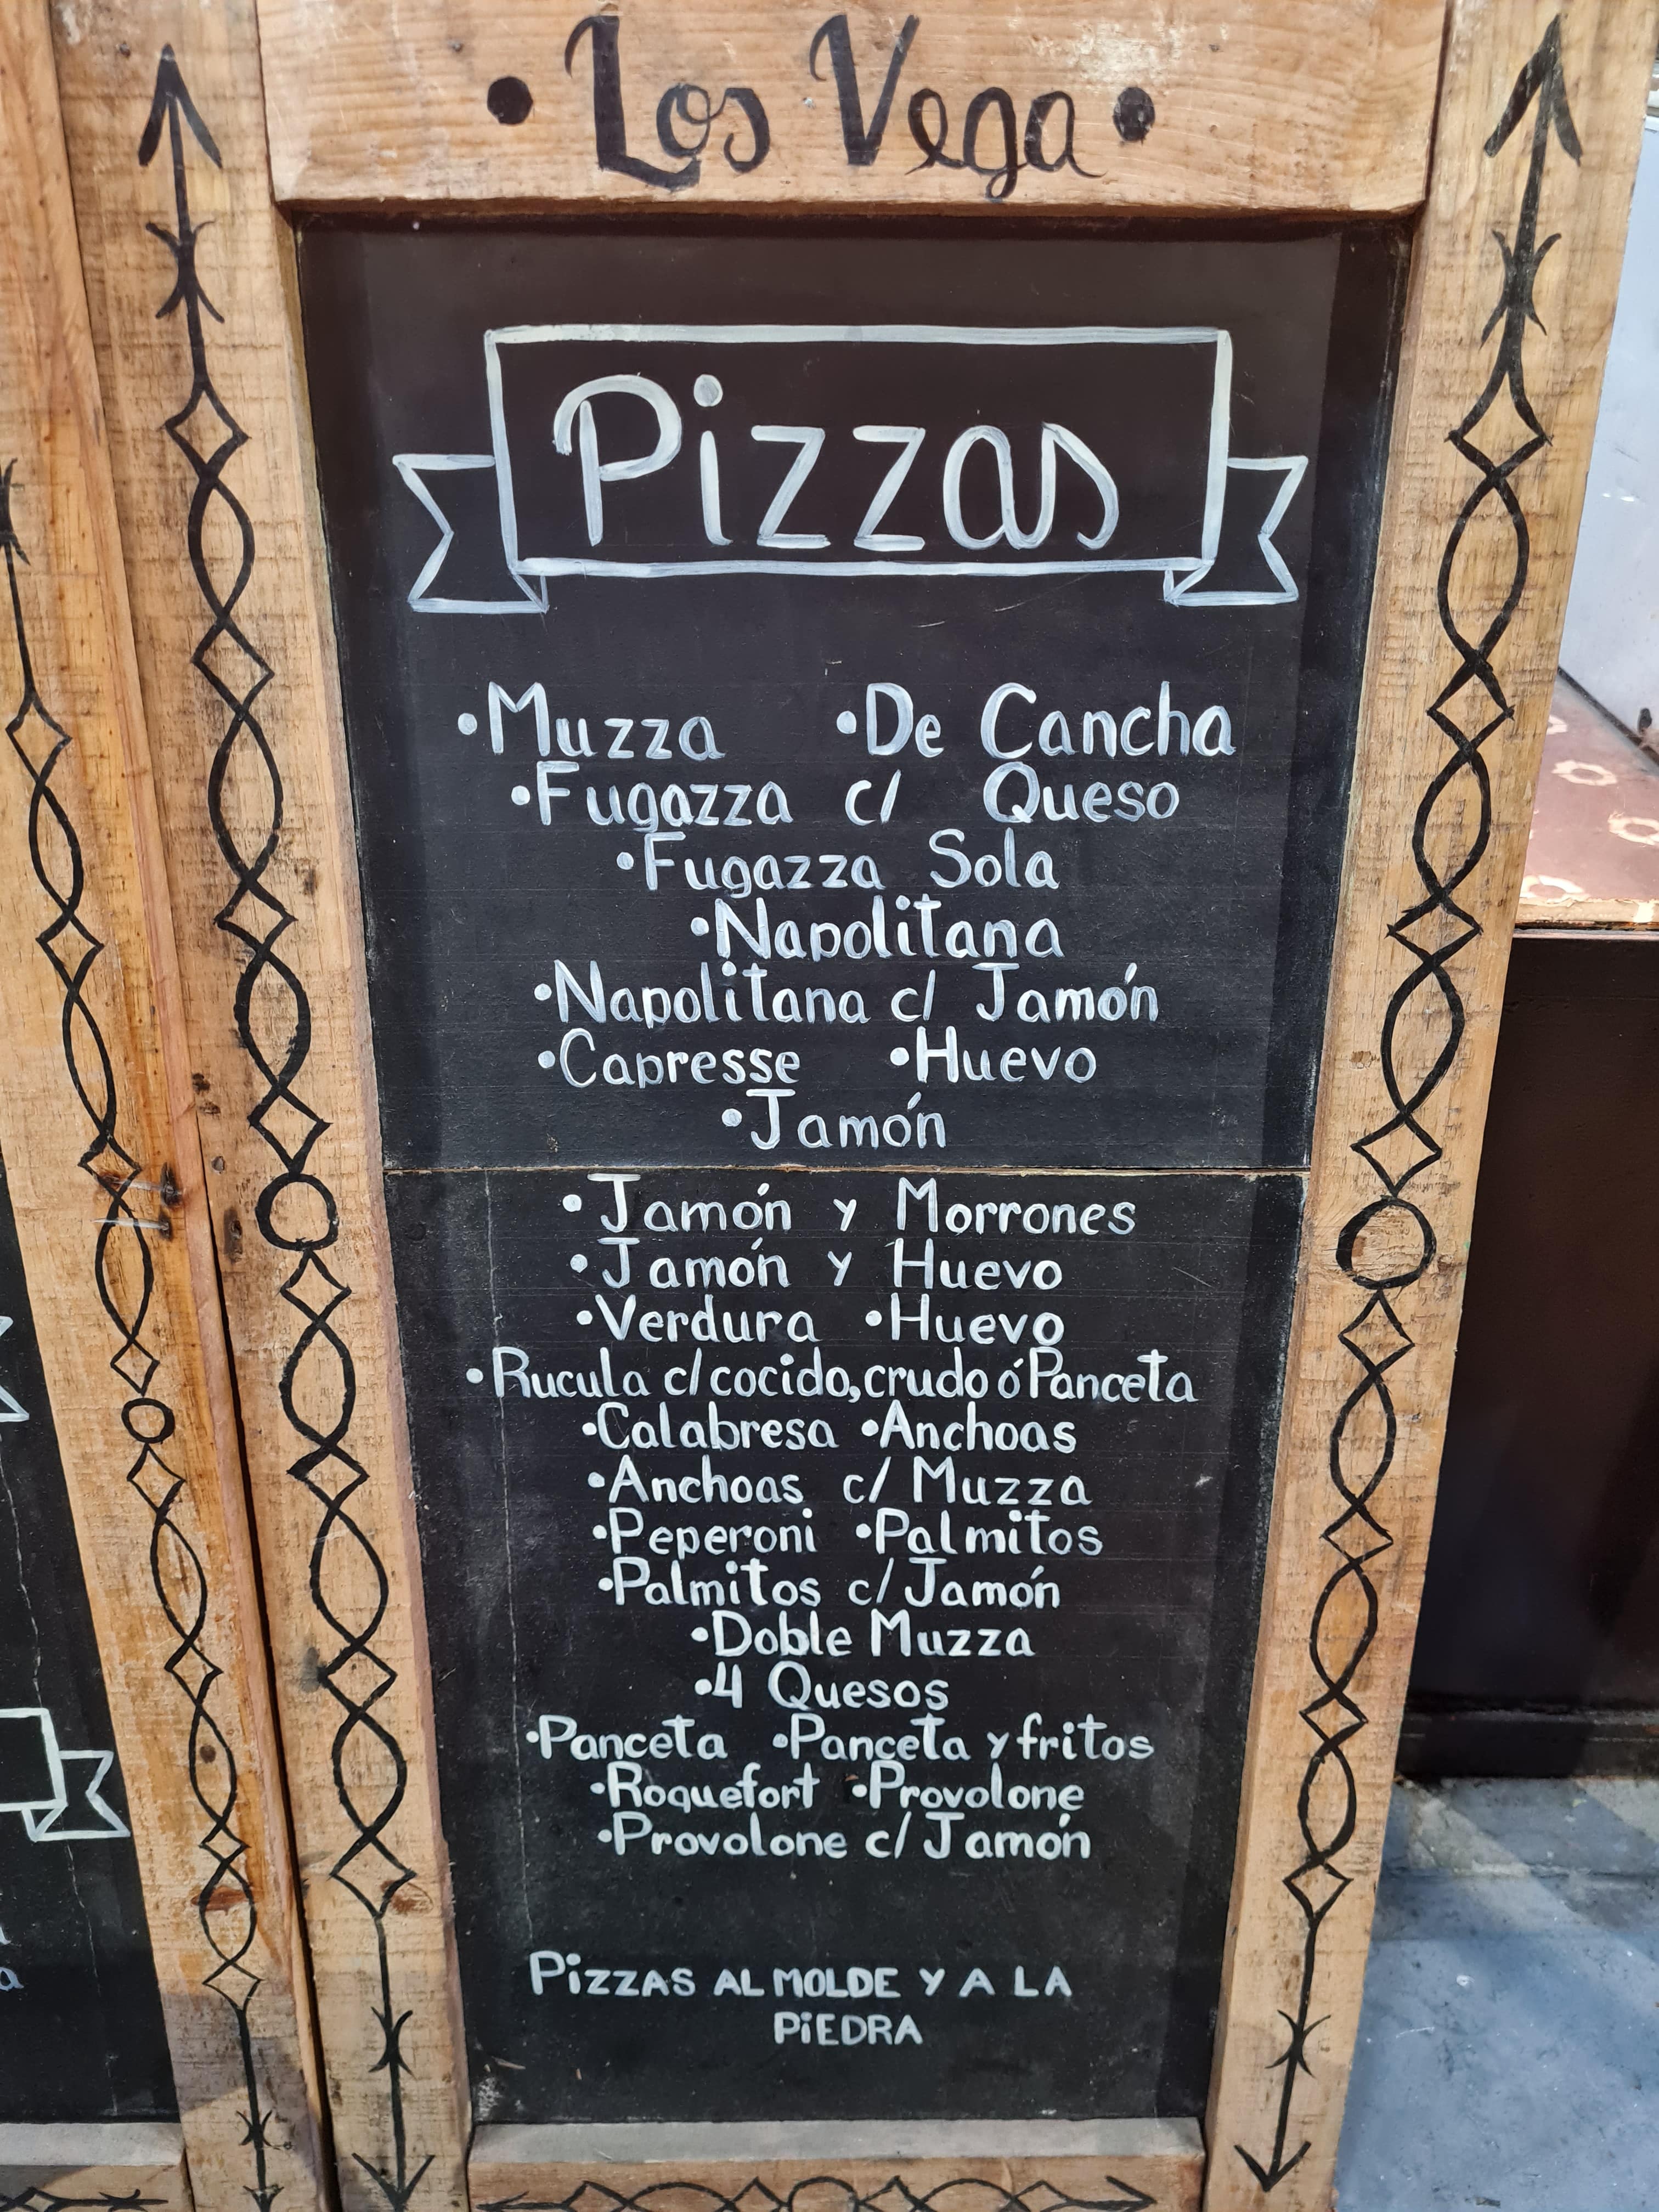 • Los Vega •
Pizzas
•Muzza •De Cancha
•Fugazza c/ Queso
•Fugazza Sola
•Napolitana
•Napolitana c/ Jamón
•Capresse •Huevo
•Jamón
•Jamón y Morrones
•Jamón y Huevo
•Verdura •Huevo
•Rucula c/cocido,crudo ó Panceta
•Calabresa •Anchoas
•Anchoas c/ Muzza
•Peperoni •Palmitos
•Palmitos c/Jamón
•Doble Muzza
•4 Quesos
•Panceta •Panceta y fritos
•Roquefort •Provolone
•Provolone c/Jamón
PiZZAS AL MOLDE Y A LA
PiEDRA